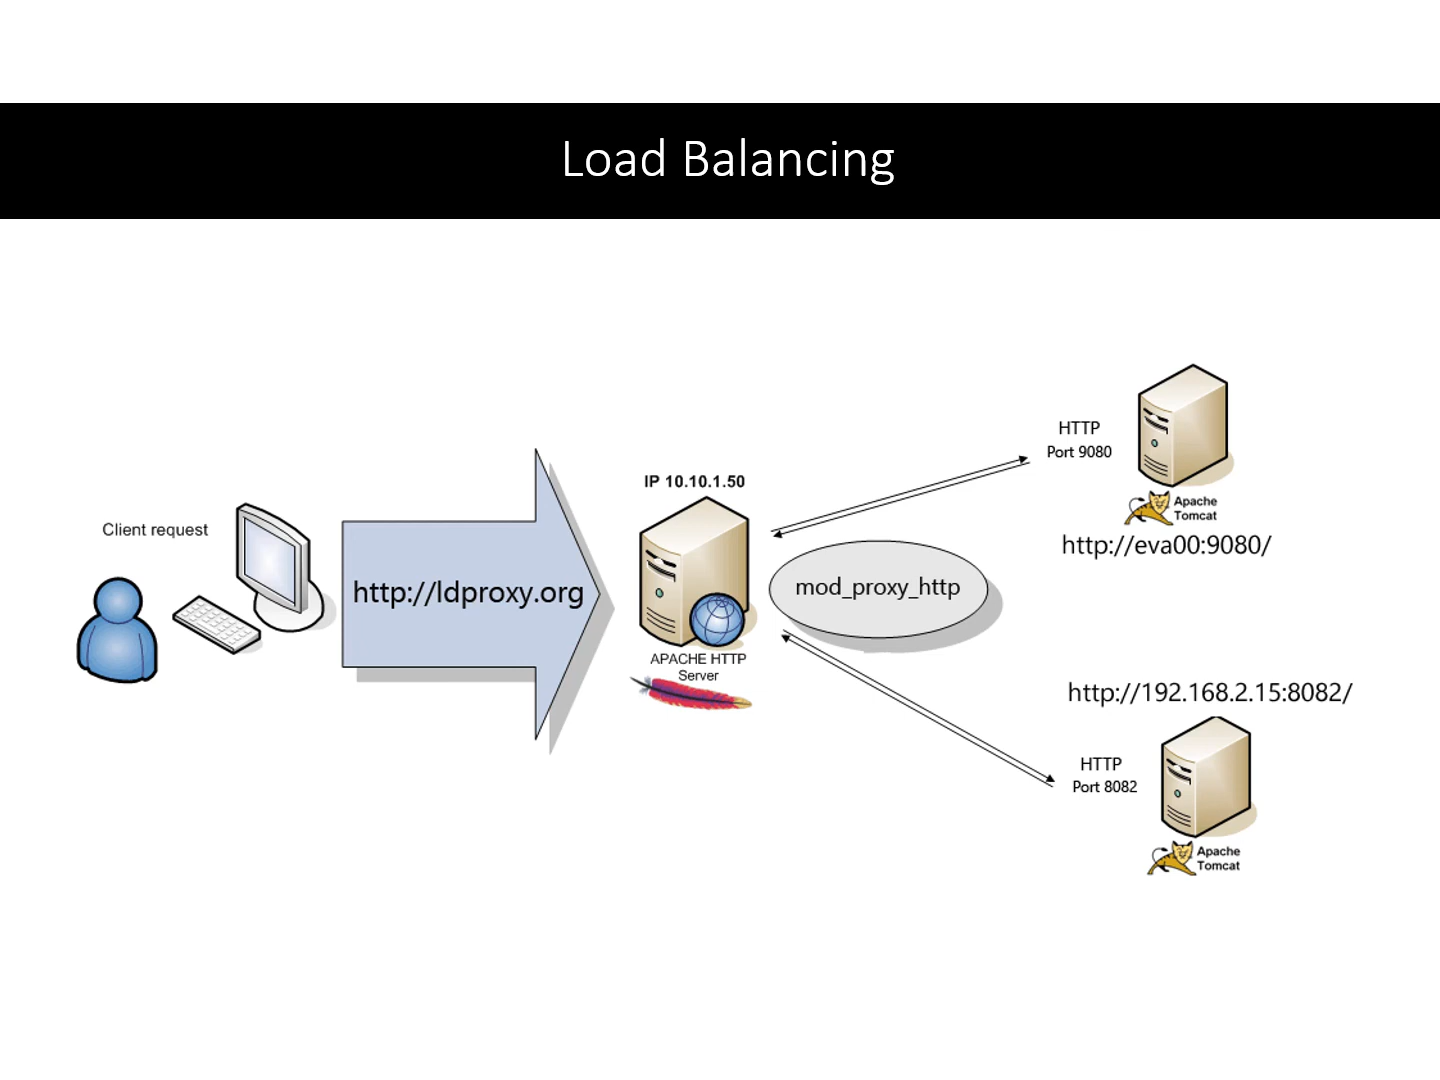 Load Balancing
Client request
http://ldproxy.org
IP 10.10.1.50
APACHE HTTP
Server
mod_proxy_http
HTTP
Port 9080
Apache
Tomcat
http://eva00:9080/
http://192.168.2.15:8082/
HTTP
Port 8082
Apache
Tomcat